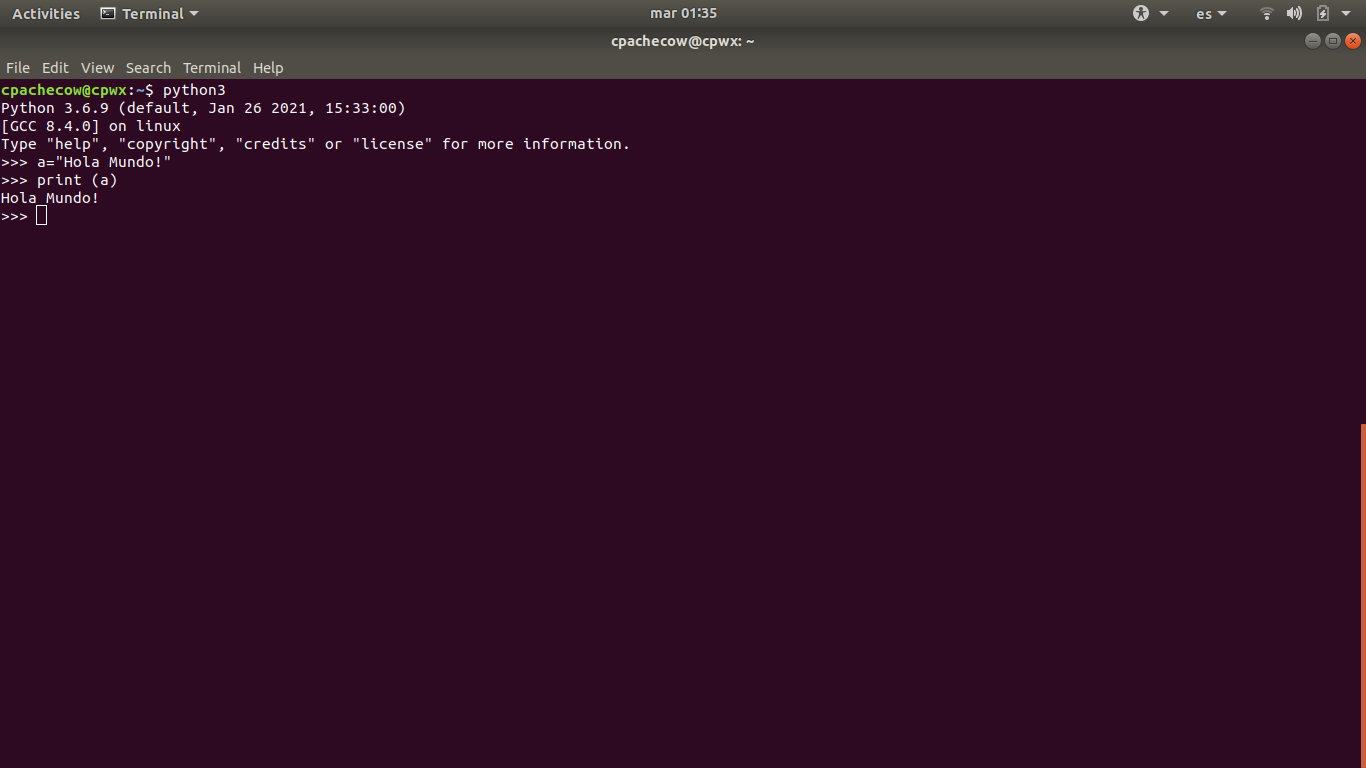 Activities Terminal mar 01:35 es
cpachecow@cpwx: ~
File Edit View Search Terminal Help
cpachecow@cpwx:~$ python3
Python 3.6.9 (default, Jan 26 2021, 15:33:00)
[GCC 8.4.0] on linux
Type "help", "copyright", "credits" or "license" for more information.
>>> a="Hola Mundo!"
>>> print (a)
Hola Mundo!
>>>